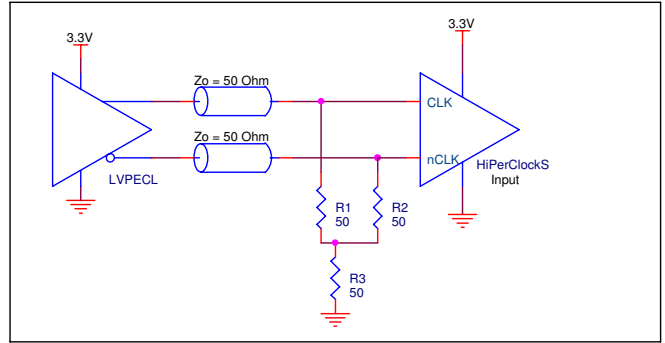 3.3V
3.3V
Zo = 50 Ohm
CLK
Zo = 50 Ohm
nCLK
HiPerClockS
Input
LVPECL
R1
50
R2
50
R3
50